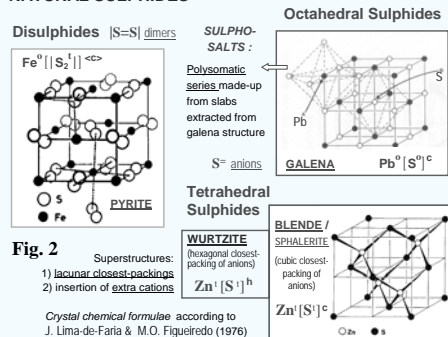 NATURAL SULPHIDES
Octahedral Sulphides
Disulphides |S=S| dimers
SULPHO-
SALTS :
Fe° [| S₂ᵗ |] <c>
Polysomatic
series made-up
from slabs
extracted from
galena structure
S
Pb
S= anions
GALENA Pb° [S°] c
S
Fe
PYRITE
Tetrahedral
Sulphides
Fig. 2
Superstructures:
1) lacunar closest-packings
2) insertion of extra cations
WURTZITE
(hexagonal closest-
packing of anions)
Znᵗ [Sᵗ] h
BLENDE /
SPHALERITE
(cubic closest-
packing of
anions)
Znᵗ [Sᵗ] c
Zn S
Crystal chemical formulae according to
J. Lima-de-Faria & M.O. Figueiredo (1976)